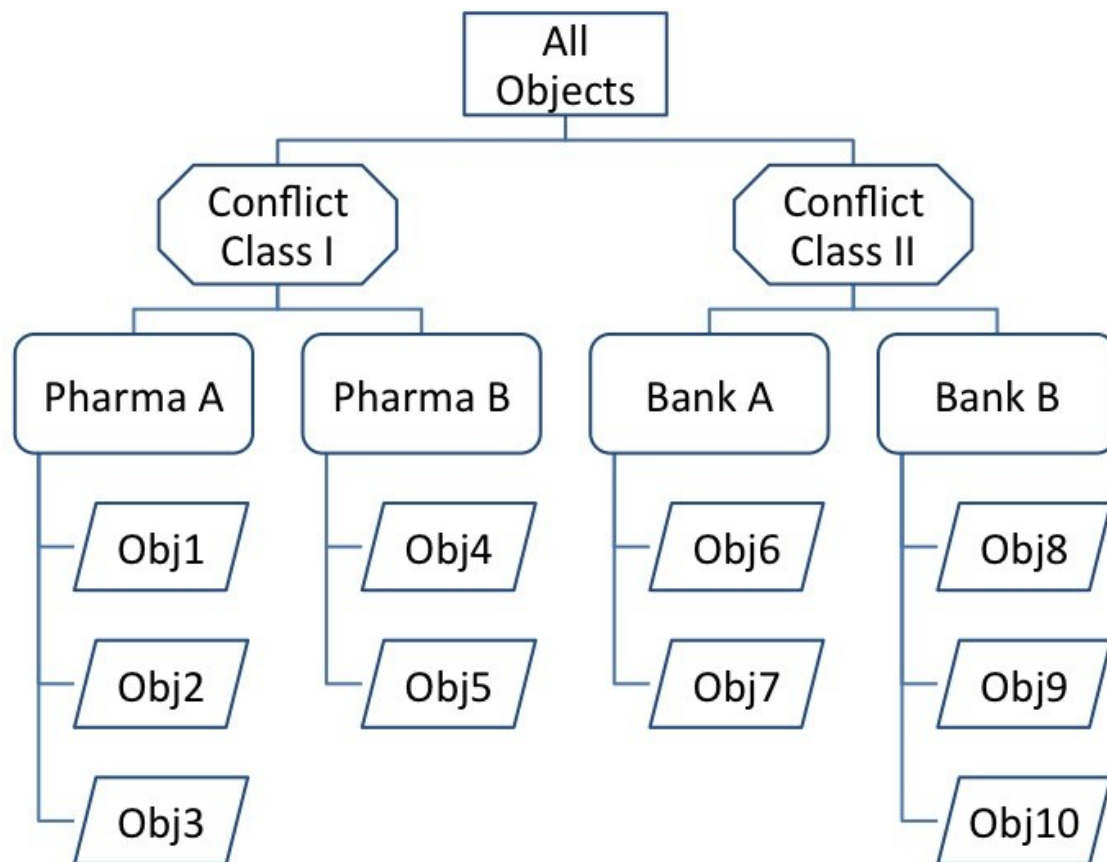 All
Objects
Conflict
Class I
Conflict
Class II
Pharma A
Pharma B
Bank A
Bank B
Obj1
Obj4
Obj6
Obj8
Obj2
Obj5
Obj7
Obj9
Obj3
Obj10